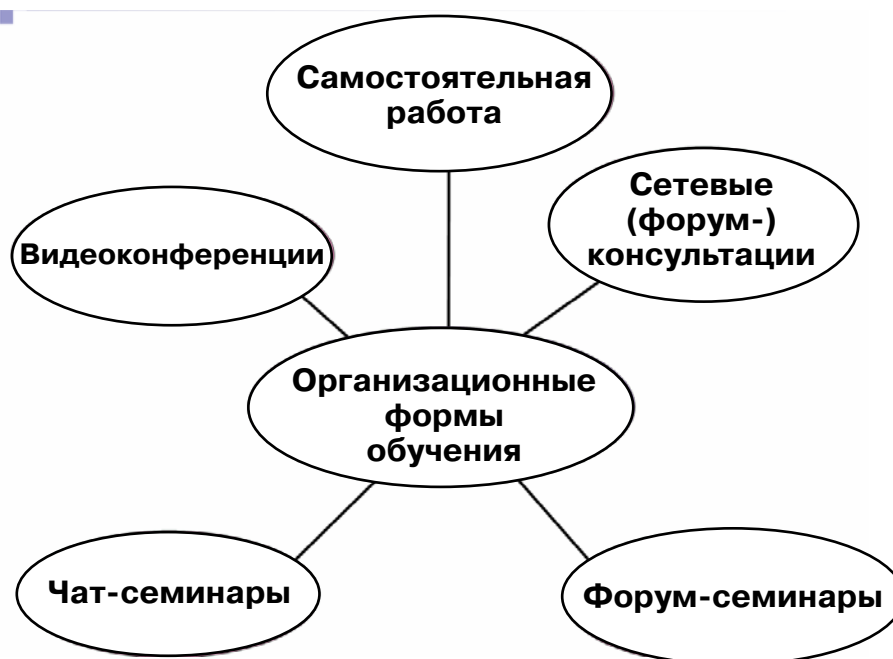 Самостоятельная
работа
Сетевые
(форум-)
консультации
Видеоконференции
Организационные
формы
обучения
Чат-семинары
Форум-семинары